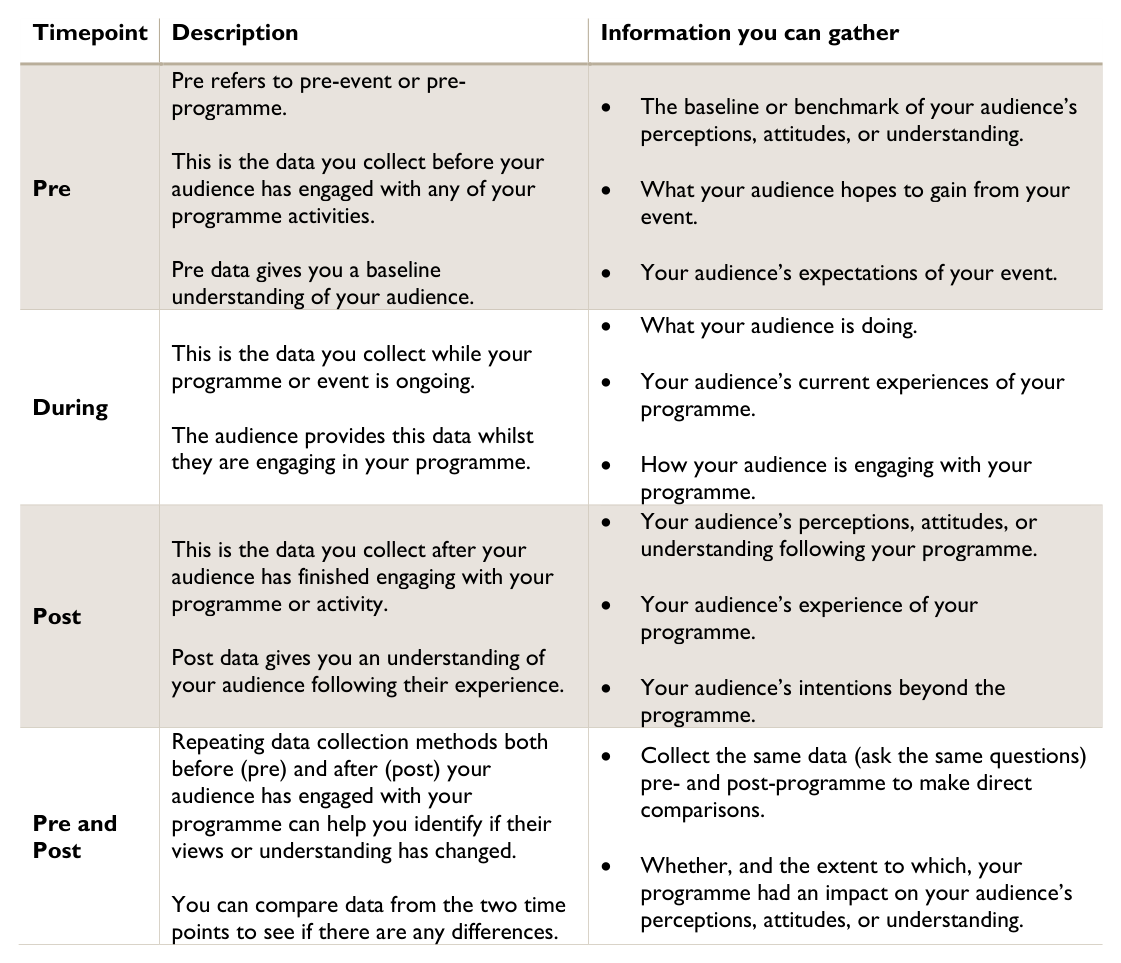 Timepoint Description Information you can gather
Pre
Pre refers to pre-event or pre-
programme.
This is the data you collect before your
audience has engaged with any of your
programme activities.
Pre data gives you a baseline
understanding of your audience.
• The baseline or benchmark of your audience’s
perceptions, attitudes, or understanding.
• What your audience hopes to gain from your
event.
• Your audience’s expectations of your event.
During
This is the data you collect while your
programme or event is ongoing.
The audience provides this data whilst
they are engaging in your programme.
• What your audience is doing.
• Your audience’s current experiences of your
programme.
• How your audience is engaging with your
programme.
Post
This is the data you collect after your
audience has finished engaging with your
programme or activity.
Post data gives you an understanding of
your audience following their experience.
• Your audience’s perceptions, attitudes, or
understanding following your programme.
• Your audience’s experience of your
programme.
• Your audience’s intentions beyond the
programme.
Pre and
Post
Repeating data collection methods both
before (pre) and after (post) your
audience has engaged with your
programme can help you identify if their
views or understanding has changed.
You can compare data from the two time
points to see if there are any differences.
• Collect the same data (ask the same questions)
pre- and post-programme to make direct
comparisons.
• Whether, and the extent to which, your
programme had an impact on your audience’s
perceptions, attitudes, or understanding.